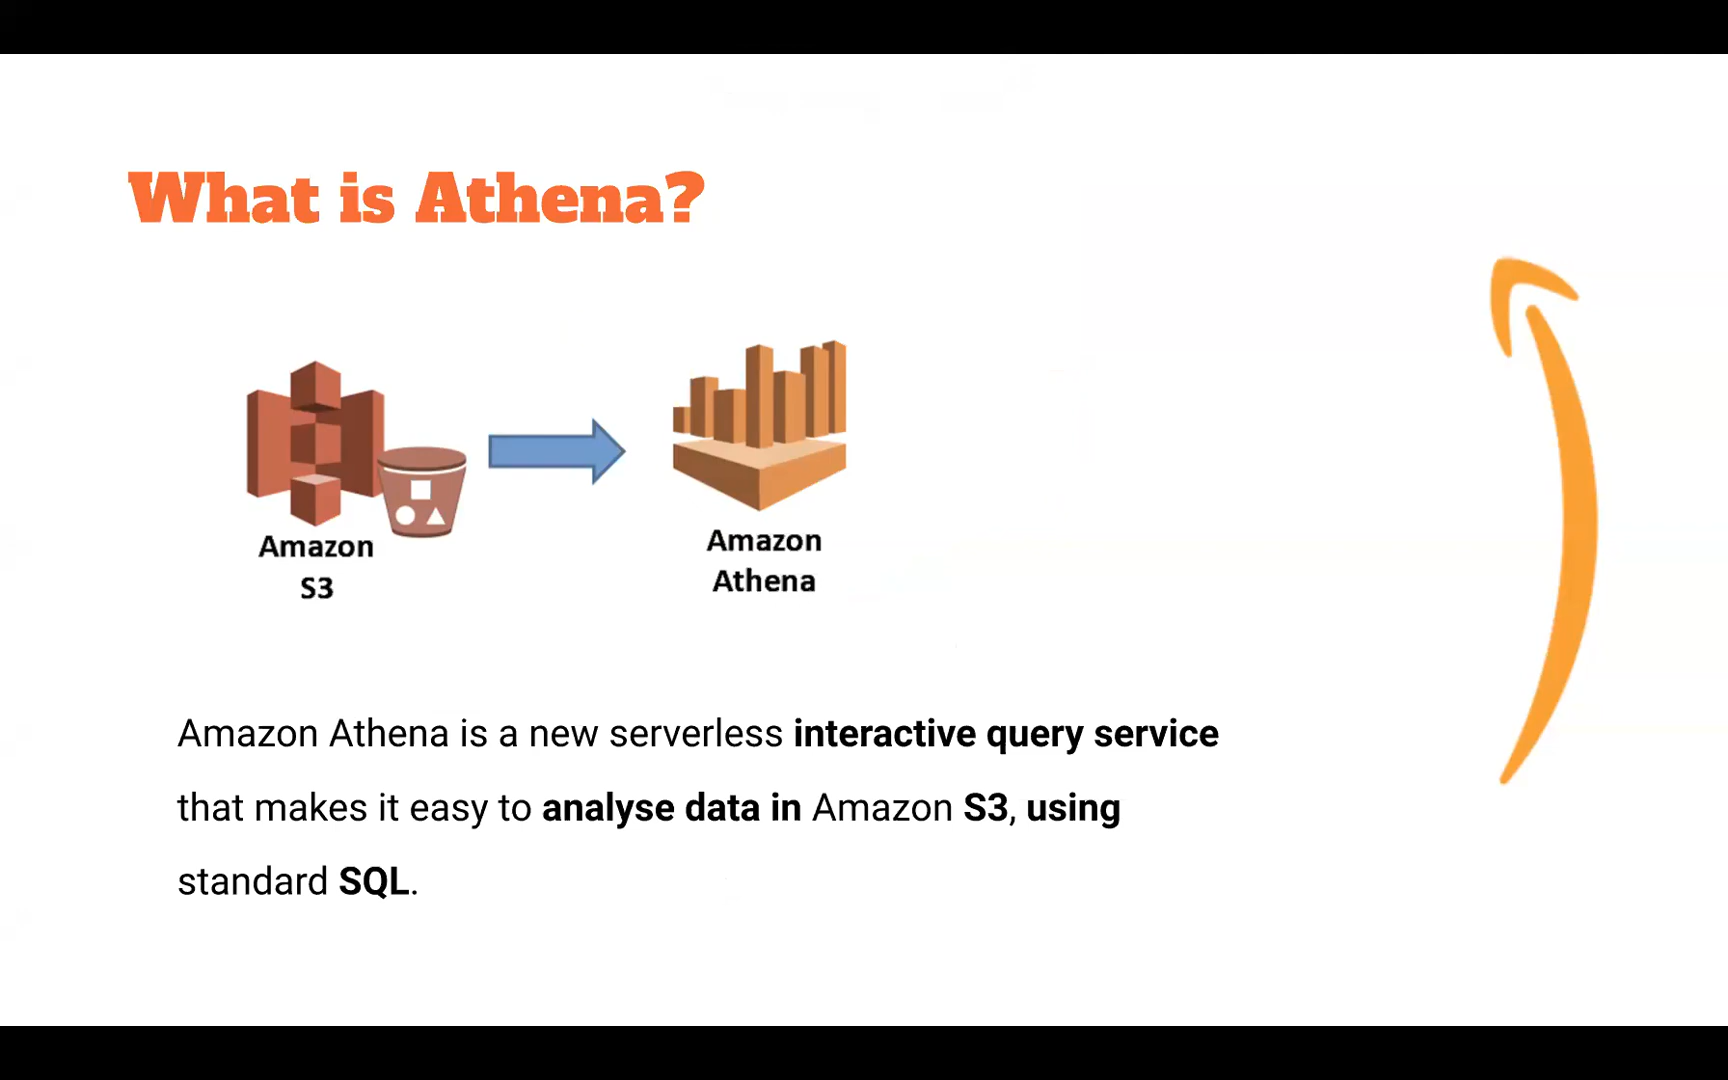 What is Athena?
Amazon
S3
Amazon
Athena
Amazon Athena is a new serverless interactive query service
that makes it easy to analyse data in Amazon S3, using
standard SQL.